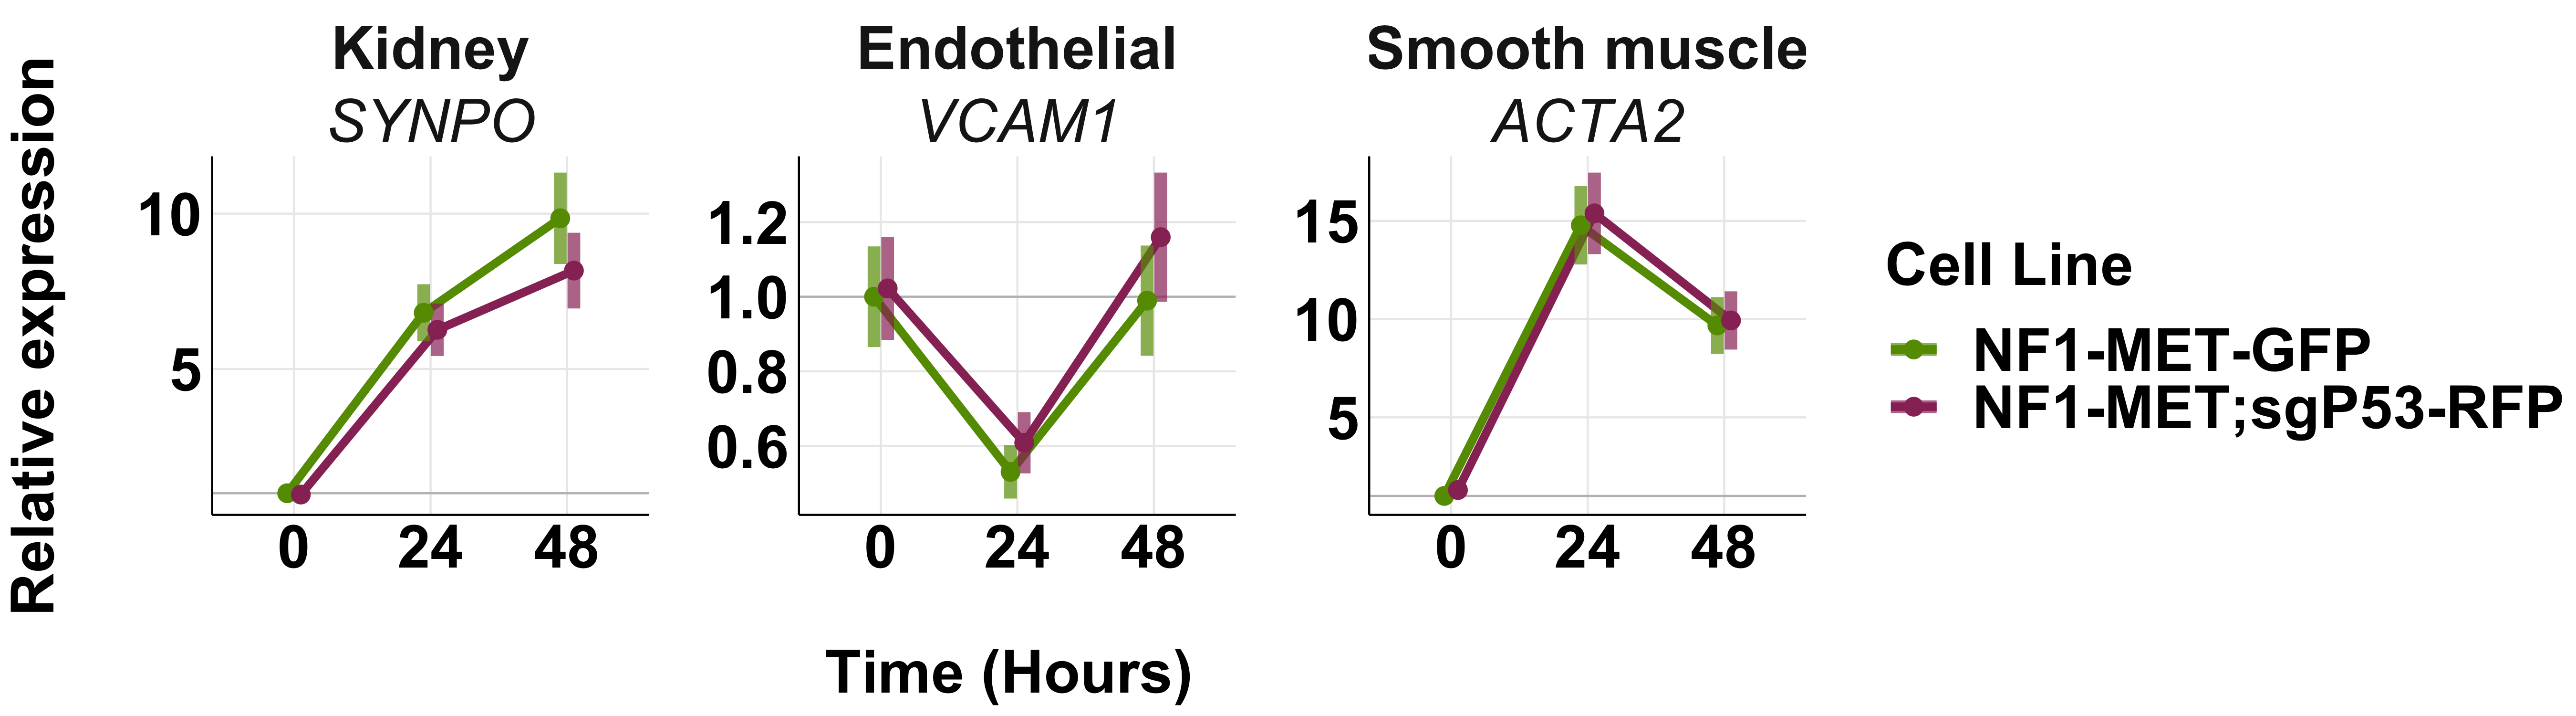 Relative expression
Kidney
SYNPO
10
5
0 24 48
Endothelial
VCAM1
1.2
1.0
0.8
0.6
0 24 48
Smooth muscle
ACTA2
15
10
5
0 24 48
Time (Hours)
Cell Line
NF1-MET-GFP
NF1-MET;sgP53-RFP